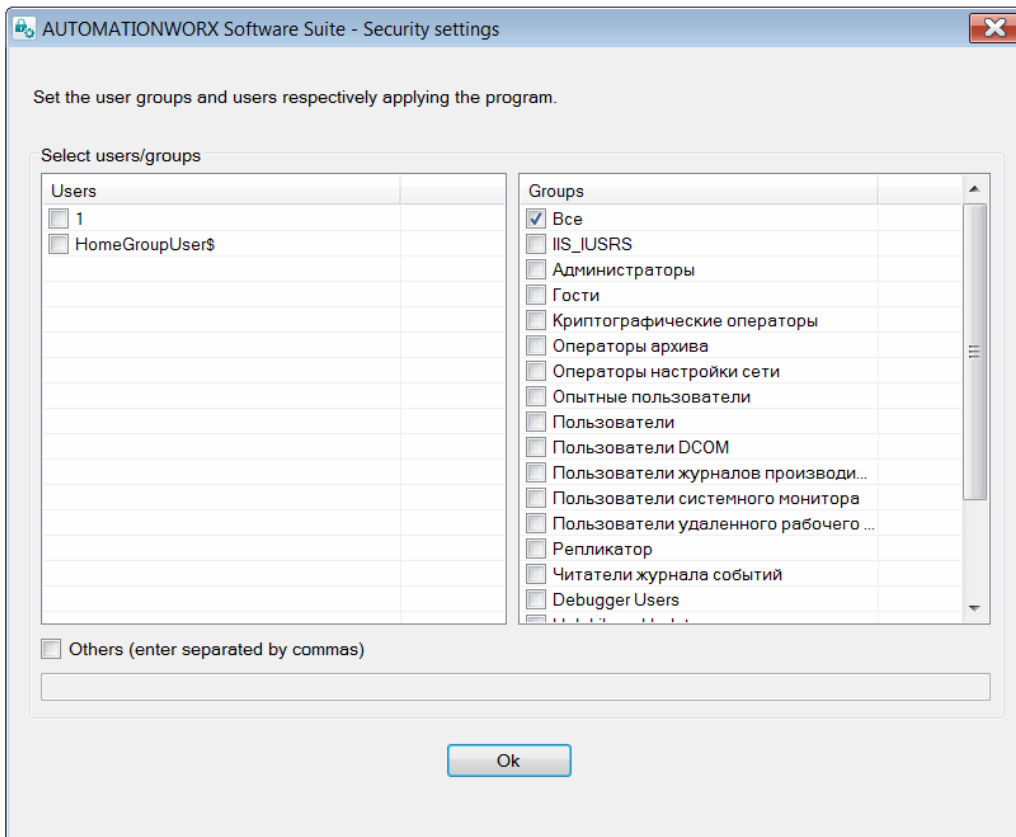 AUTOMATIONWORX Software Suite - Security settings
Set the user groups and users respectively applying the program.
Select users/groups
Users
1
HomeGroupUser$
Groups
Все
IIS_IUSRS
Администраторы
Гости
Криптографические операторы
Операторы архива
Операторы настройки сети
Опытные пользователи
Пользователи
Пользователи DCOM
Пользователи журналов производи...
Пользователи системного монитора
Пользователи удаленного рабочего ...
Репликатор
Читатели журнала событий
Debugger Users
Others (enter separated by commas)
Ok